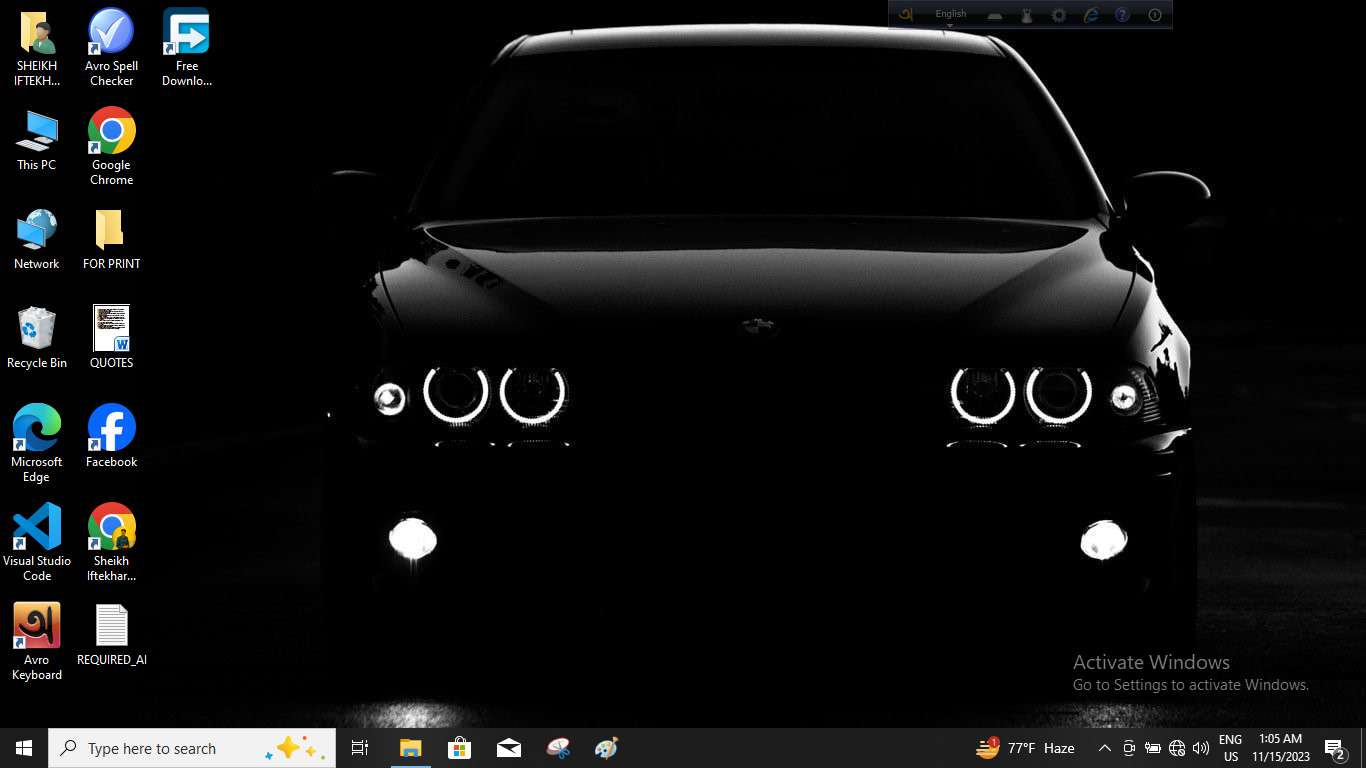 SHEIKH
IFTEKH...
Avro Spell
Checker
Free
Downlo...
This PC
Google
Chrome
Network
FOR PRINT
Recycle Bin
QUOTES
Microsoft
Edge
Facebook
Visual Studio
Code
Sheikh
Iftekhar...
Avro
Keyboard
REQUIRED_AI
English
Activate Windows
Go to Settings to activate Windows.
Type here to search
1
77°F Haze
ENG
US
1:05 AM
11/15/2023
2